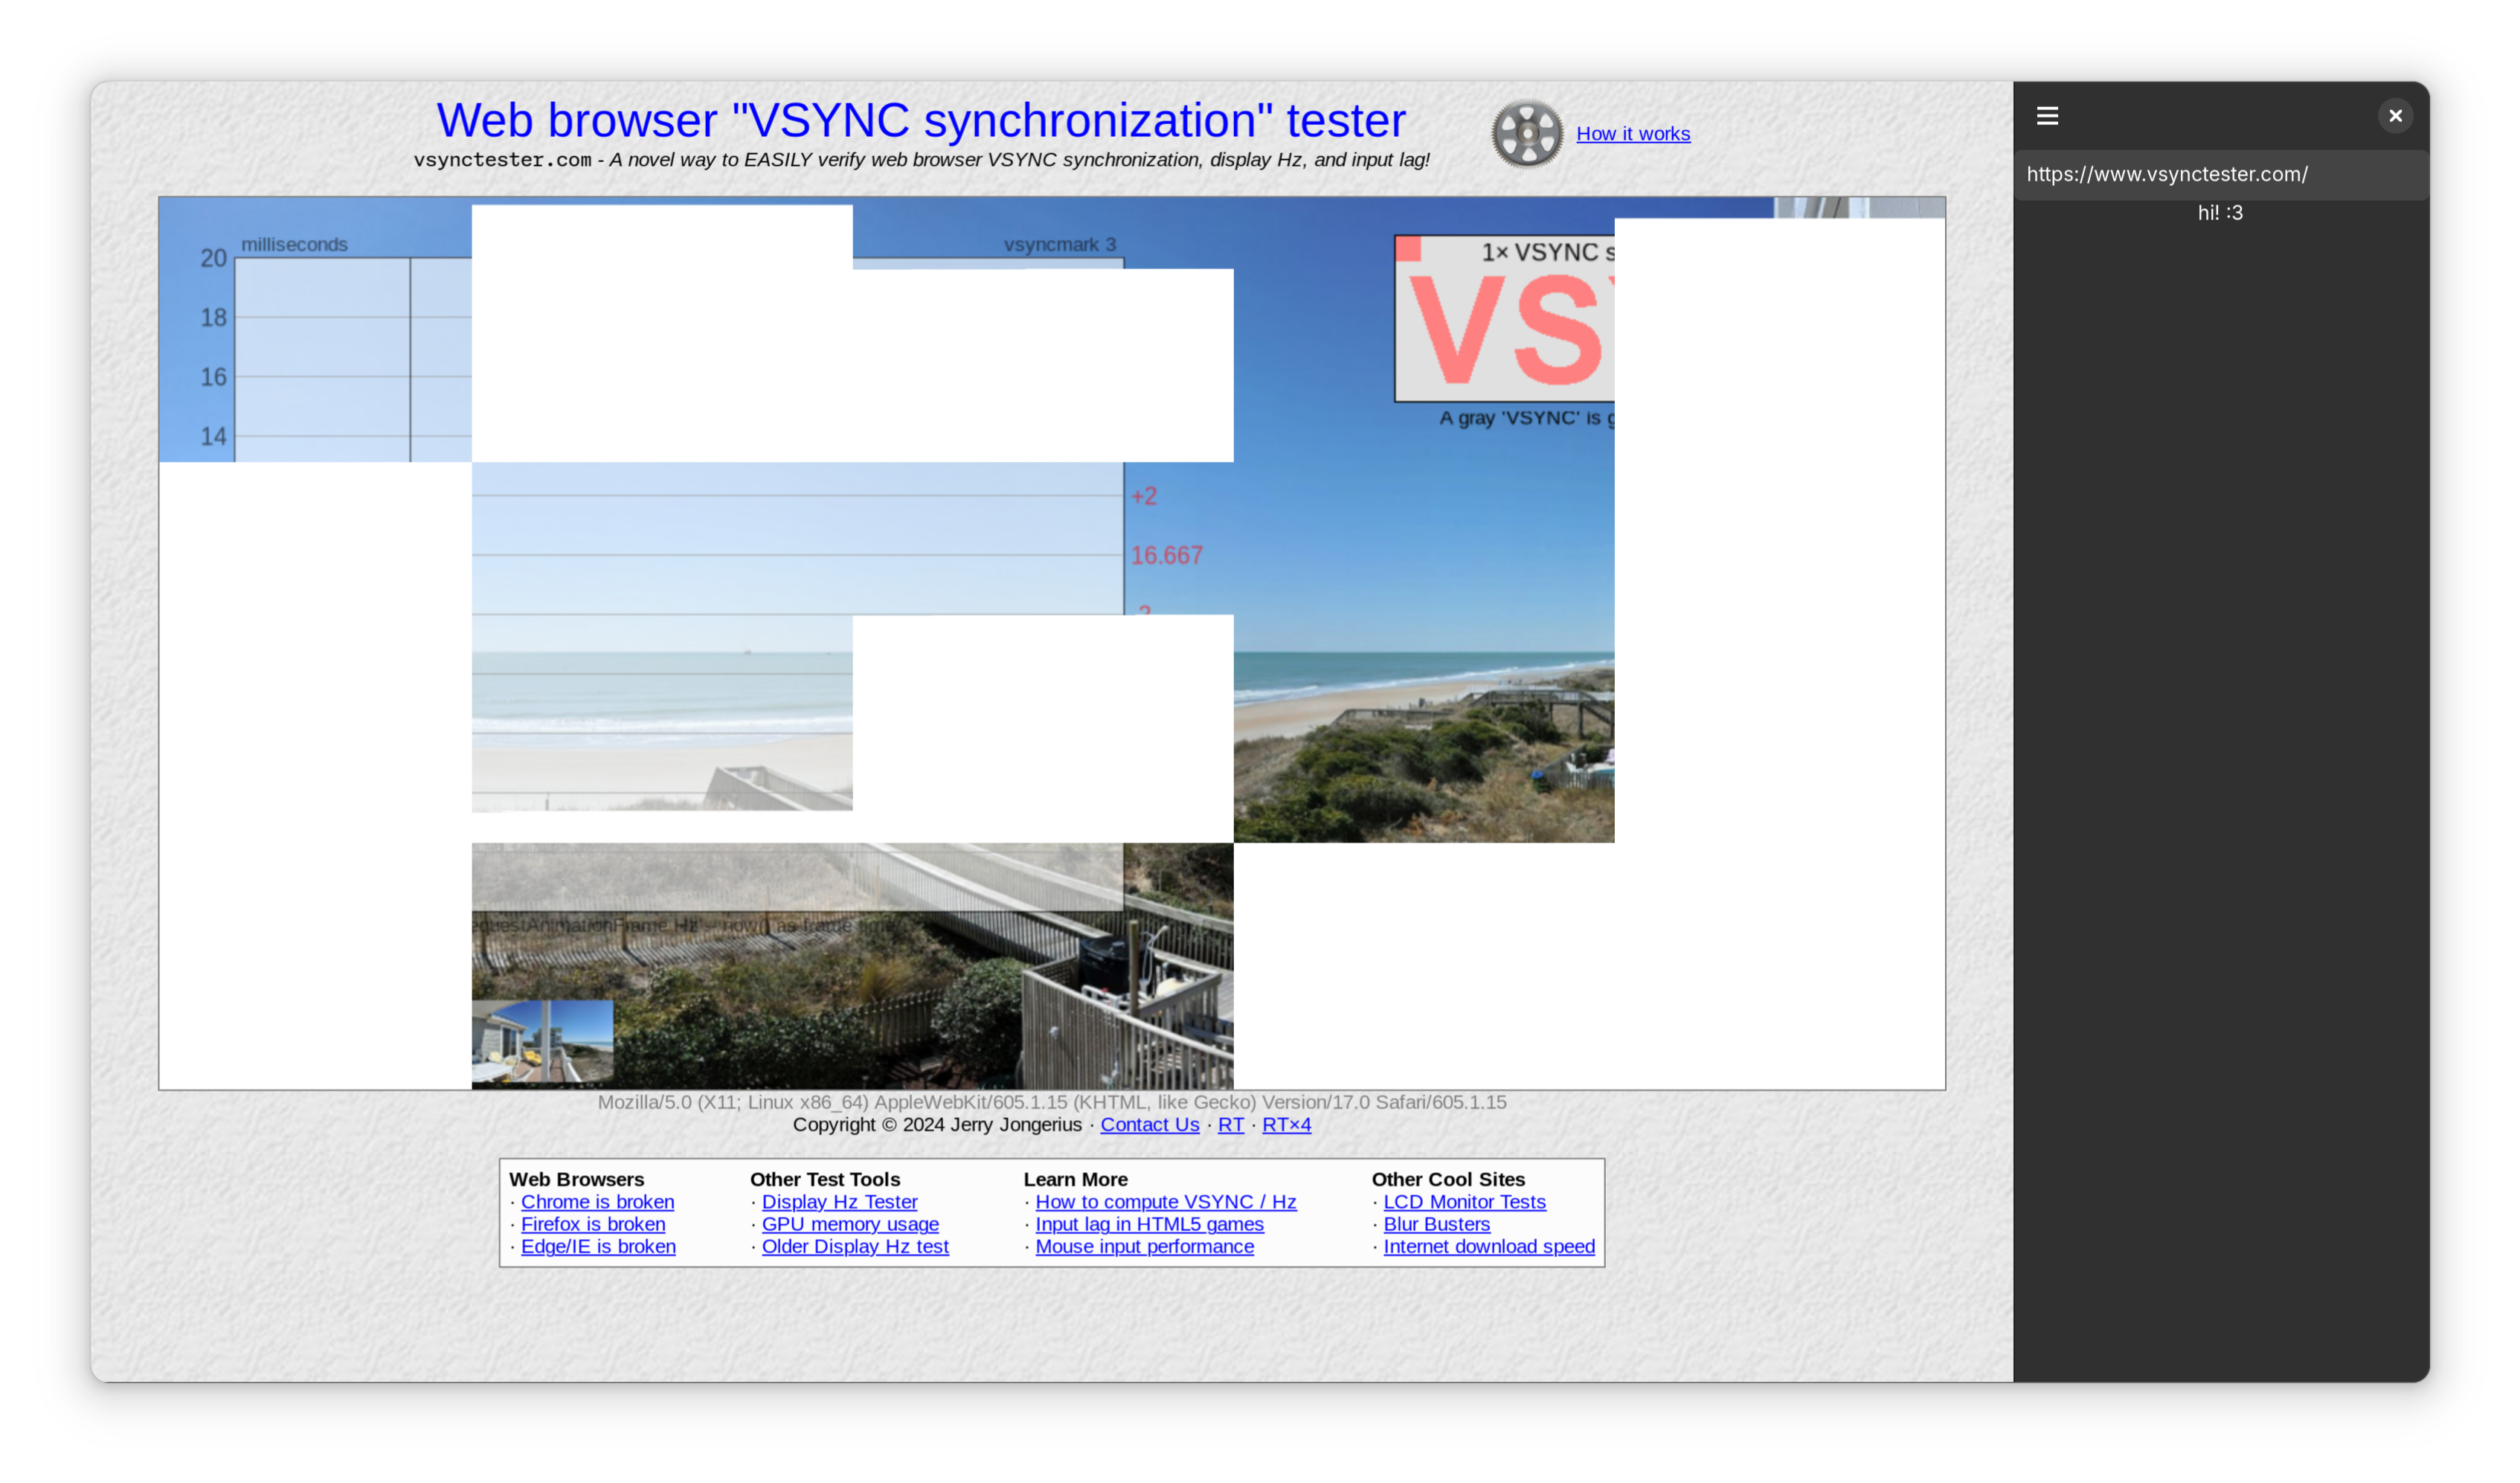 Web browser "VSYNC synchronization" tester
vsynctester.com - A novel way to EASILY verify web browser VSYNC synchronization, display Hz, and input lag!
How it works
milliseconds
vsyncmark 3
20
18
16
14
+2
16.667
-2
1× VSYNC s
VSY
A gray 'VSYNC' is g
equestAnimationFrame Hz - now() as frame time
Mozilla/5.0 (X11; Linux x86_64) AppleWebKit/605.1.15 (KHTML, like Gecko) Version/17.0 Safari/605.1.15
Copyright © 2024 Jerry Jongerius · Contact Us · RT · RT×4
Web Browsers
· Chrome is broken
· Firefox is broken
· Edge/IE is broken
Other Test Tools
· Display Hz Tester
· GPU memory usage
· Older Display Hz test
Learn More
· How to compute VSYNC / Hz
· Input lag in HTML5 games
· Mouse input performance
Other Cool Sites
· LCD Monitor Tests
· Blur Busters
· Internet download speed
https://www.vsynctester.com/
hi! :3